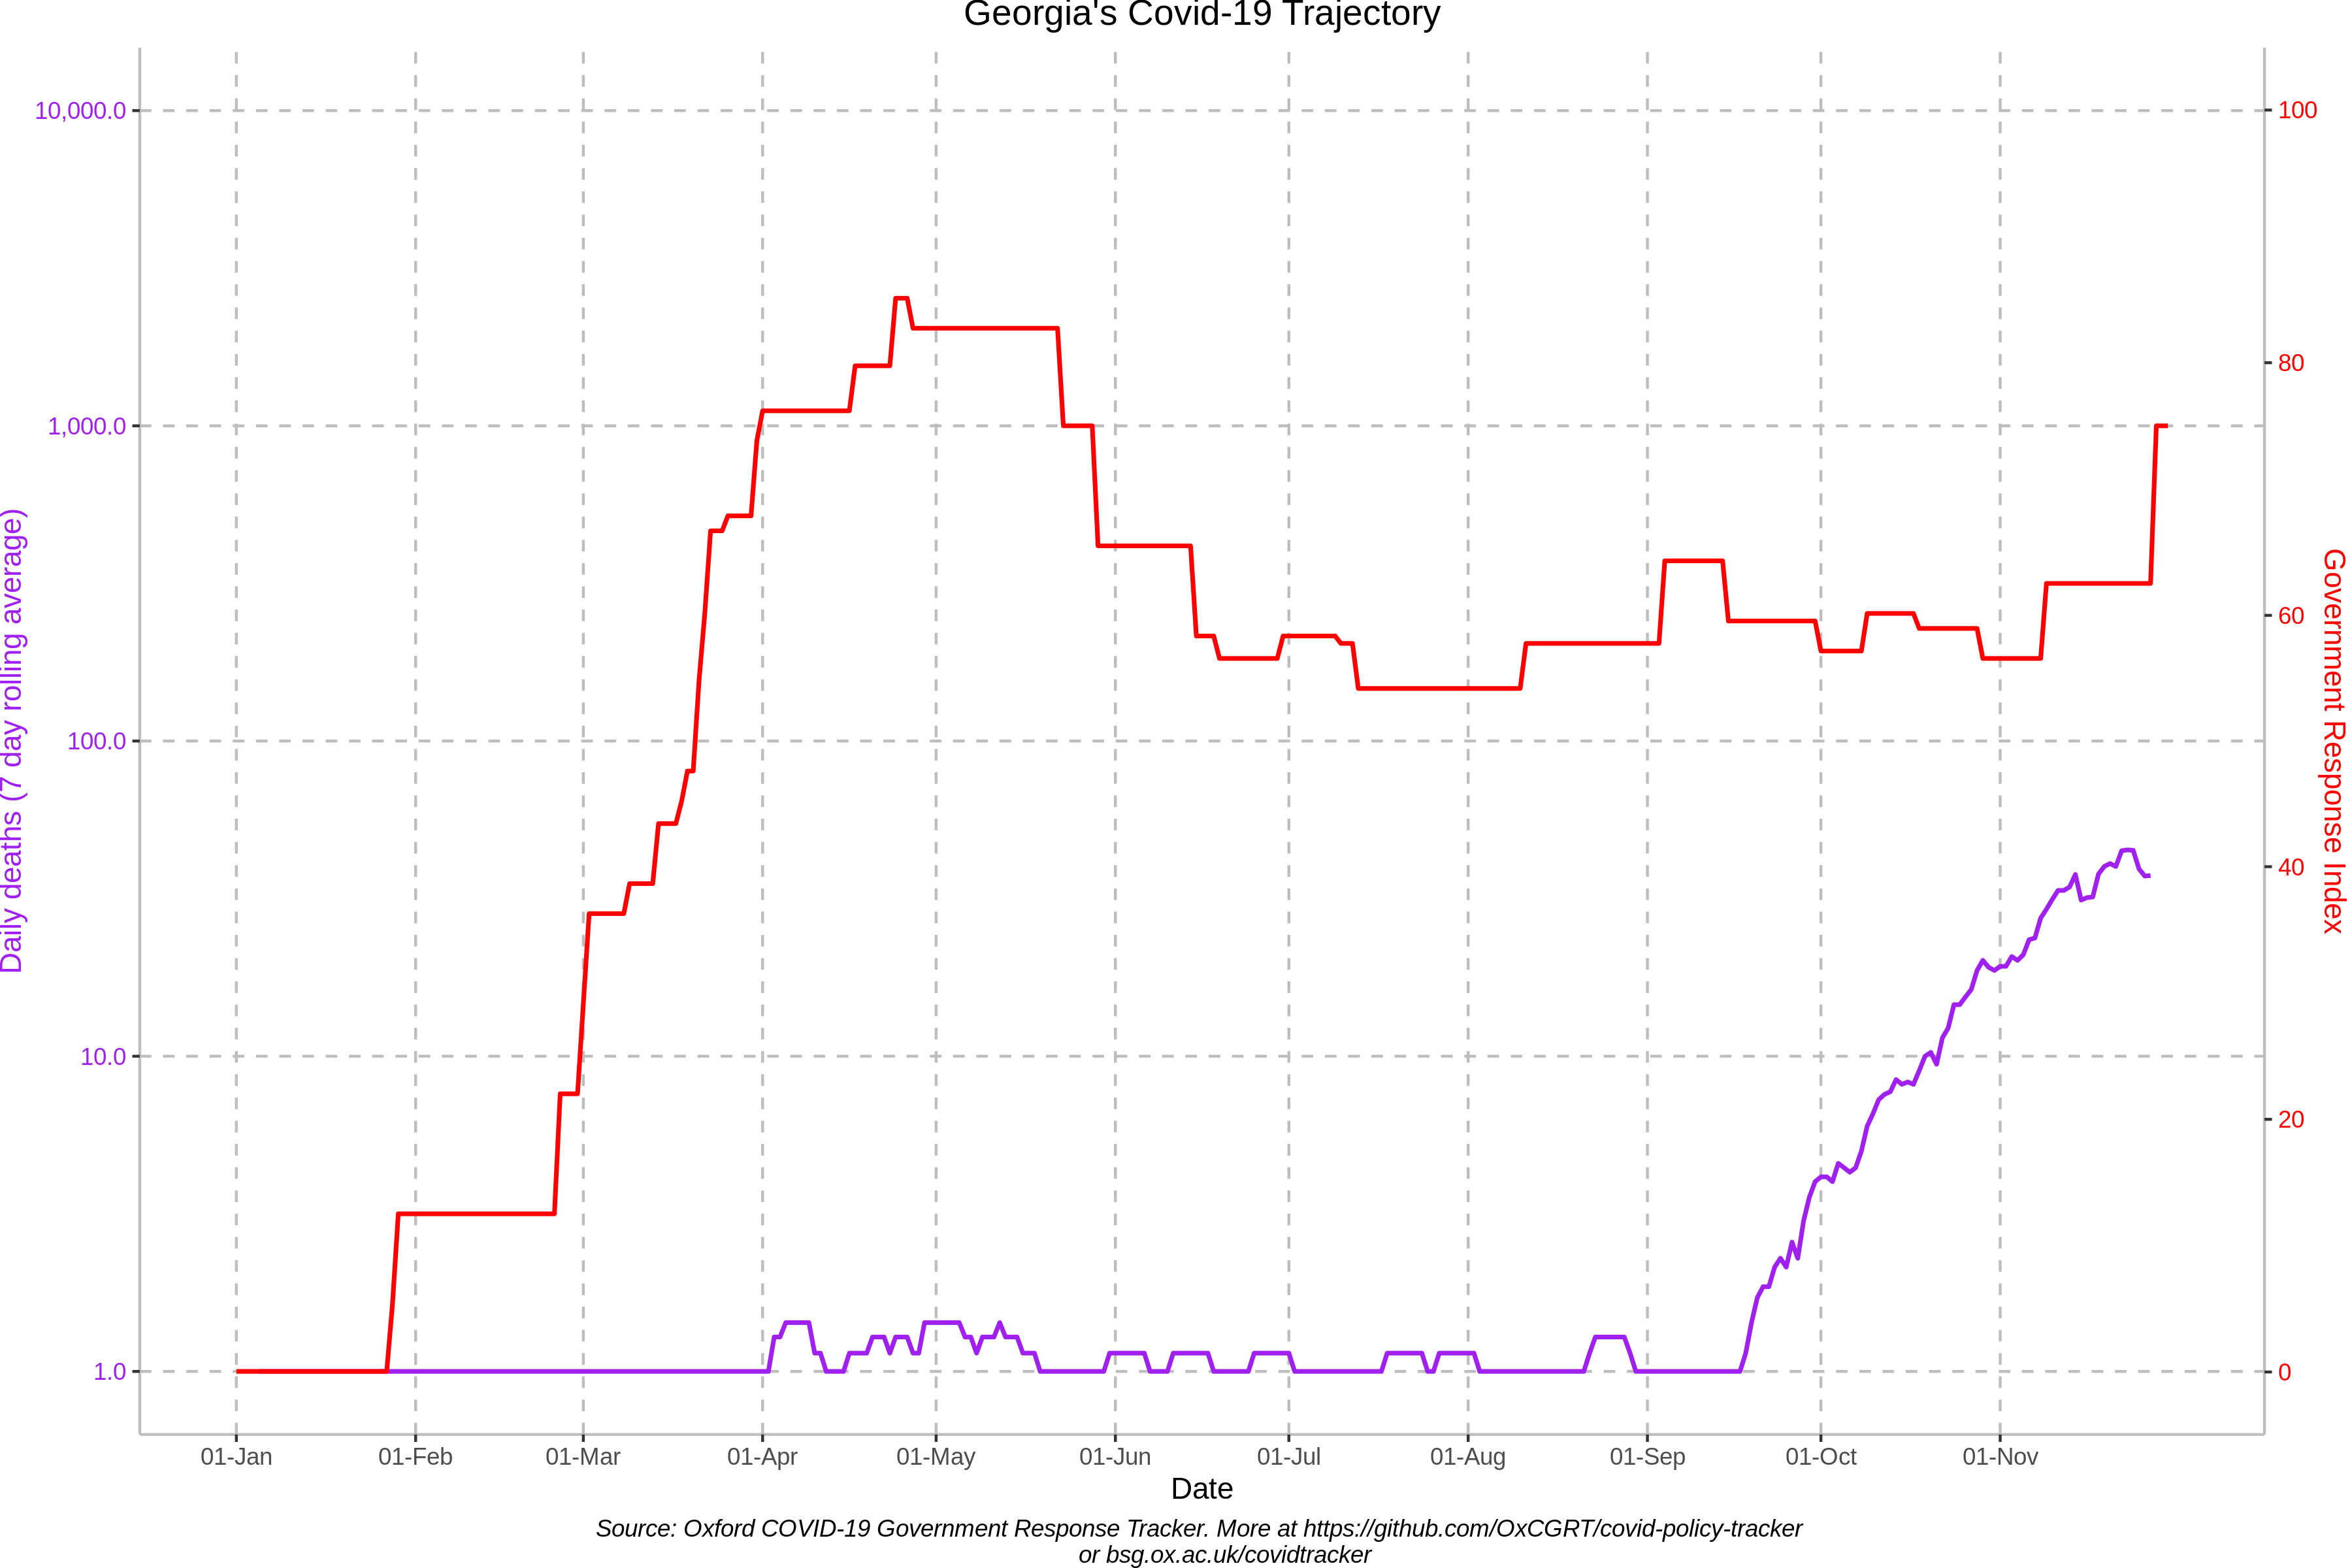 Georgia's Covid-19 Trajectory
10,000.0
1,000.0
100.0
10.0
1.0
Daily deaths (7 day rolling average)
100
80
60
40
20
0
Government Response Index
01-Jan
01-Feb
01-Mar
01-Apr
01-May
01-Jun
01-Jul
01-Aug
01-Sep
01-Oct
01-Nov
Date
Source: Oxford COVID-19 Government Response Tracker. More at https://github.com/OxCGRT/covid-policy-tracker
or bsg.ox.ac.uk/covidtracker